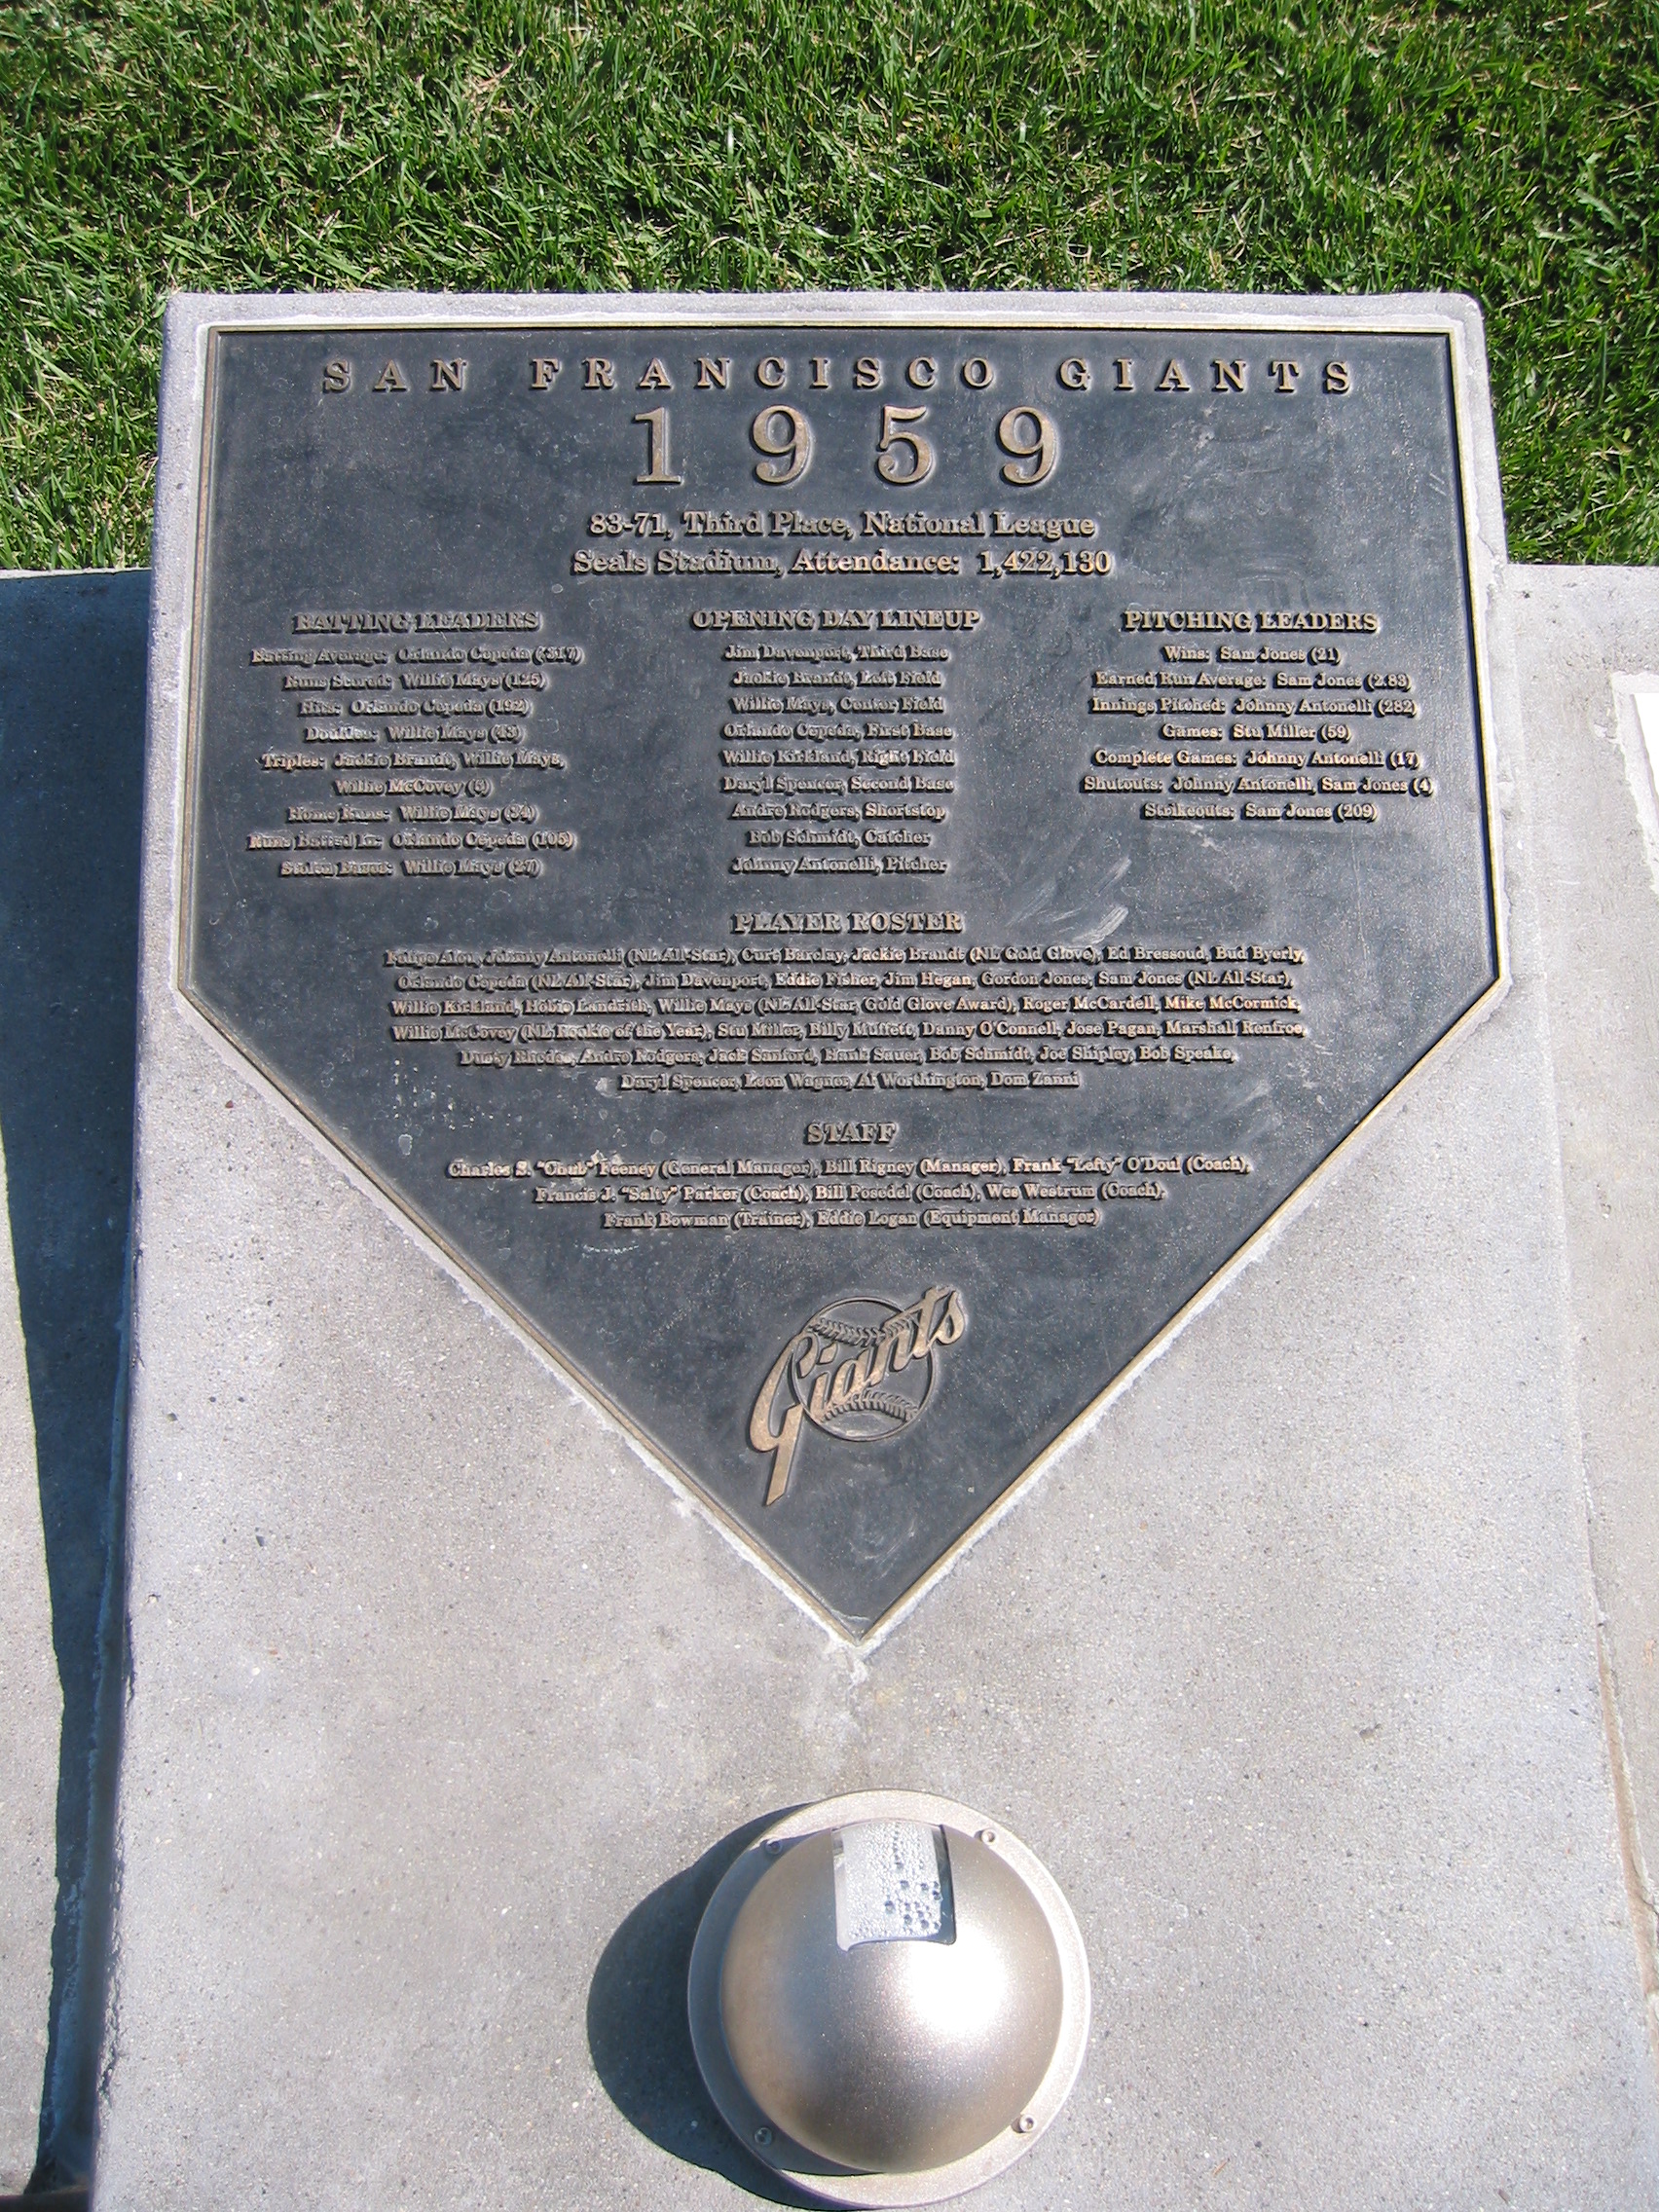 SAN FRANCISCO GIANTS
1959
83-71, Third Place, National League
Seals Stadium, Attendance: 1,422,130
BATTING LEADERS
Batting Average: Orlando Cepeda (.317)
Runs Scored: Willie Mays (125)
Hits: Orlando Cepeda (192)
Doubles: Willie Mays (43)
Triples: Jackie Brandt, Willie Mays,
Willie McCovey (5)
Home Runs: Willie Mays (34)
Runs Batted In: Orlando Cepeda (105)
Stolen Bases: Willie Mays (27)
OPENING DAY LINEUP
Jim Davenport, Third Base
Jackie Brandt, Left Field
Willie Mays, Center Field
Orlando Cepeda, First Base
Willie Kirkland, Right Field
Daryl Spencer, Second Base
Andre Rodgers, Shortstop
Bob Schmidt, Catcher
Johnny Antonelli, Pitcher
PITCHING LEADERS
Wins: Sam Jones (21)
Earned Run Average: Sam Jones (2.83)
Innings Pitched: Johnny Antonelli (282)
Games: Stu Miller (59)
Complete Games: Johnny Antonelli (17)
Shutouts: Johnny Antonelli, Sam Jones (4)
Strikeouts: Sam Jones (209)
PLAYER ROSTER
Felipe Alou, Johnny Antonelli (NL All-Star), Curt Barclay, Jackie Brandt (NL Gold Glove), Ed Bressoud, Bud Byerly,
Orlando Cepeda (NL All-Star), Jim Davenport, Eddie Fisher, Jim Hegan, Gordon Jones, Sam Jones (NL All-Star),
Willie Kirkland, Hobie Landrith, Willie Mays (NL All-Star, Gold Glove Award), Roger McCardell, Mike McCormick,
Willie McCovey (NL Rookie of the Year), Stu Miller, Billy Muffett, Danny O'Connell, Jose Pagan, Marshall Renfroe,
Dusty Rhodes, Andre Rodgers, Jack Sanford, Hank Sauer, Bob Schmidt, Joe Shipley, Bob Speake,
Daryl Spencer, Leon Wagner, Al Worthington, Dom Zanni
STAFF
Charles S. "Chub" Feeney (General Manager), Bill Rigney (Manager), Frank "Lefty" O'Doul (Coach),
Francis J. "Salty" Parker (Coach), Bill Posedel (Coach), Wes Westrum (Coach),
Frank Bowman (Trainer), Eddie Logan (Equipment Manager)
Giants